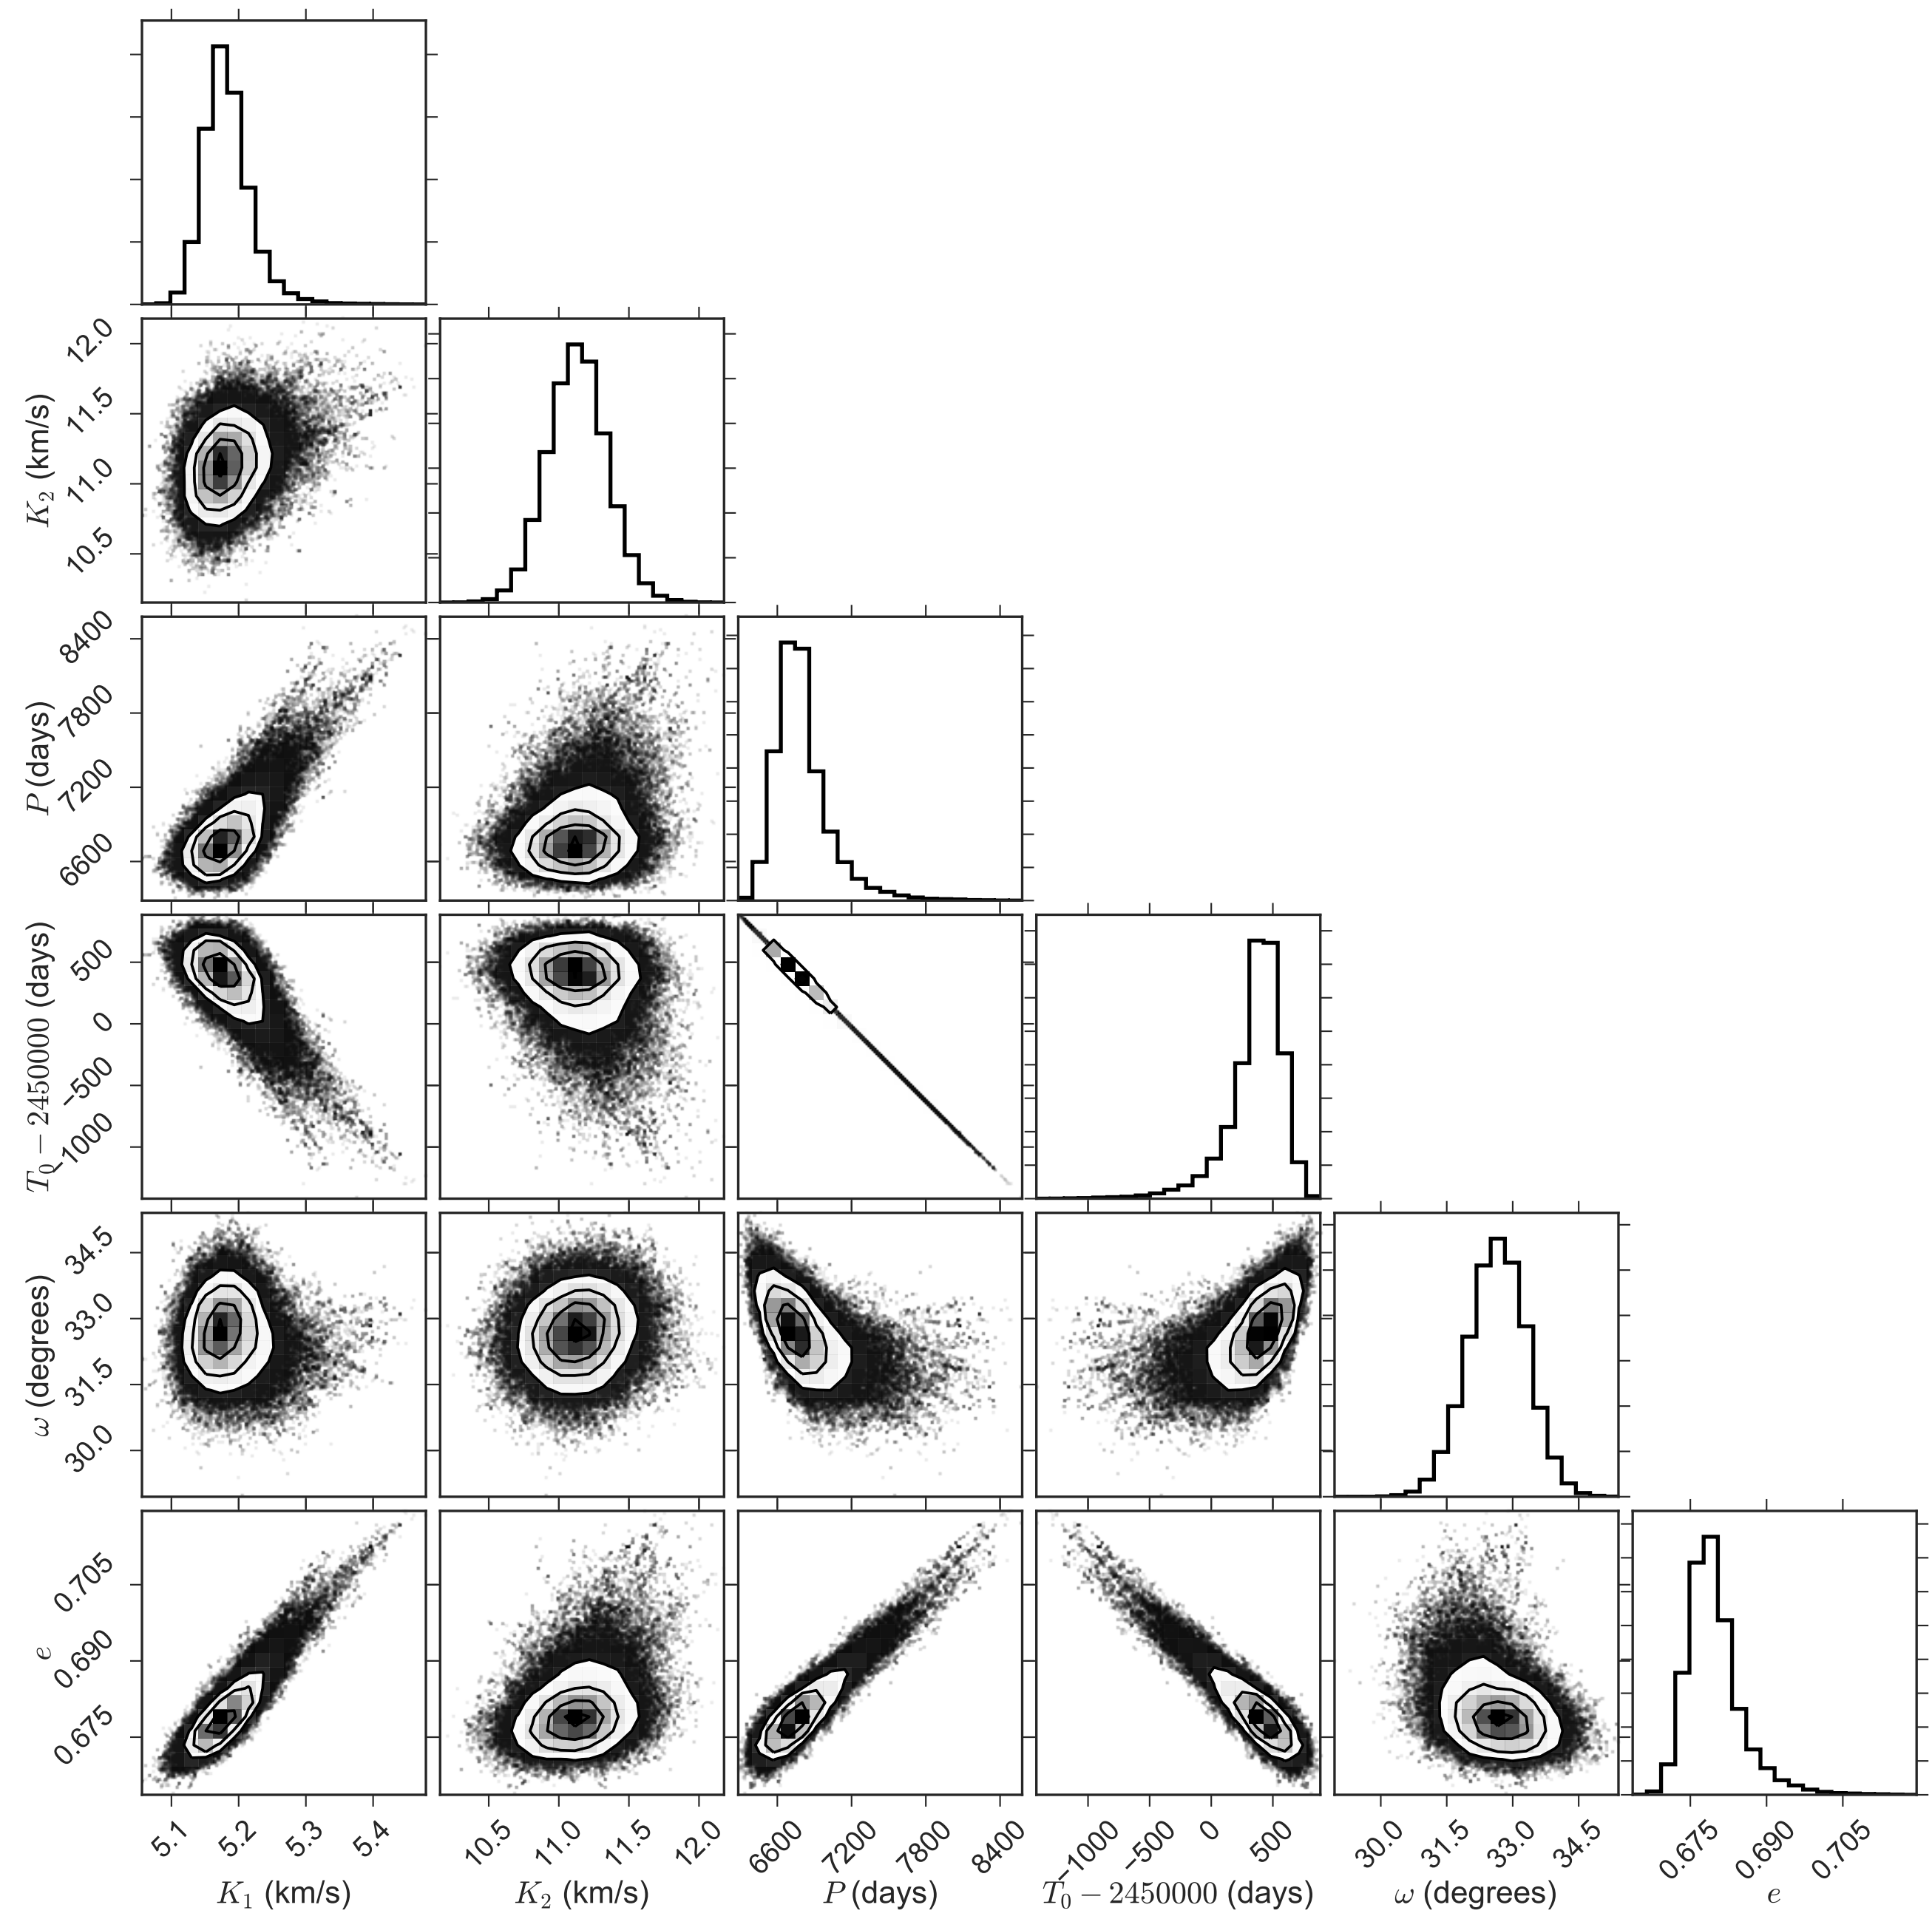 12.0
11.5
11.0
10.5
K₂ (km/s)
8400
7800
7200
6600
P (days)
500
0
−500
−1000
T₀ − 2450000 (days)
34.5
33.0
31.5
30.0
ω (degrees)
0.705
0.690
0.675
e
5.1 5.2 5.3 5.4 10.5 11.0 11.5 12.0 6600 7200 7800 8400 −1000 −500 0 500 30.0 31.5 33.0 34.5 0.675 0.690 0.705
K₁ (km/s) K₂ (km/s) P (days) T₀ − 2450000 (days) ω (degrees) e